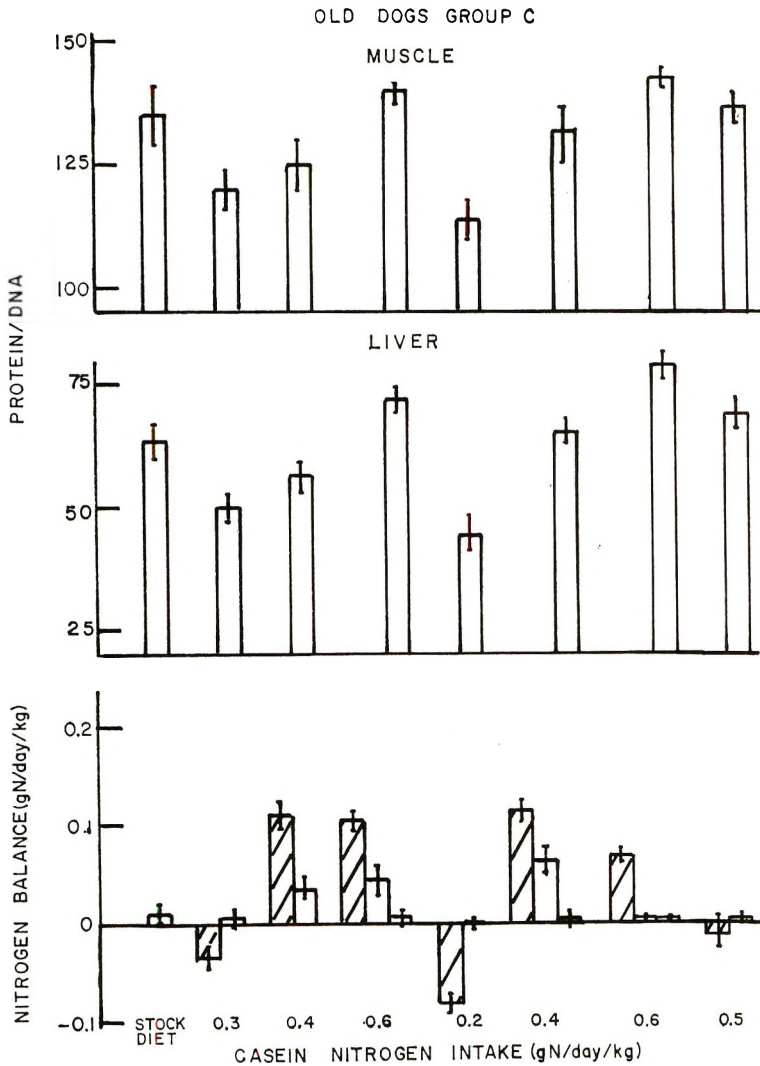 OLD DOGS GROUP C
MUSCLE
150
125
100
PROTEIN/DNA
LIVER
75
50
25
NITROGEN BALANCE (gN/day/kg)
0.2
0.1
0
-0.1
STOCK DIET
0.3
0.4
0.6
0.2
0.4
0.6
0.5
CASEIN NITROGEN INTAKE (gN/day/kg)